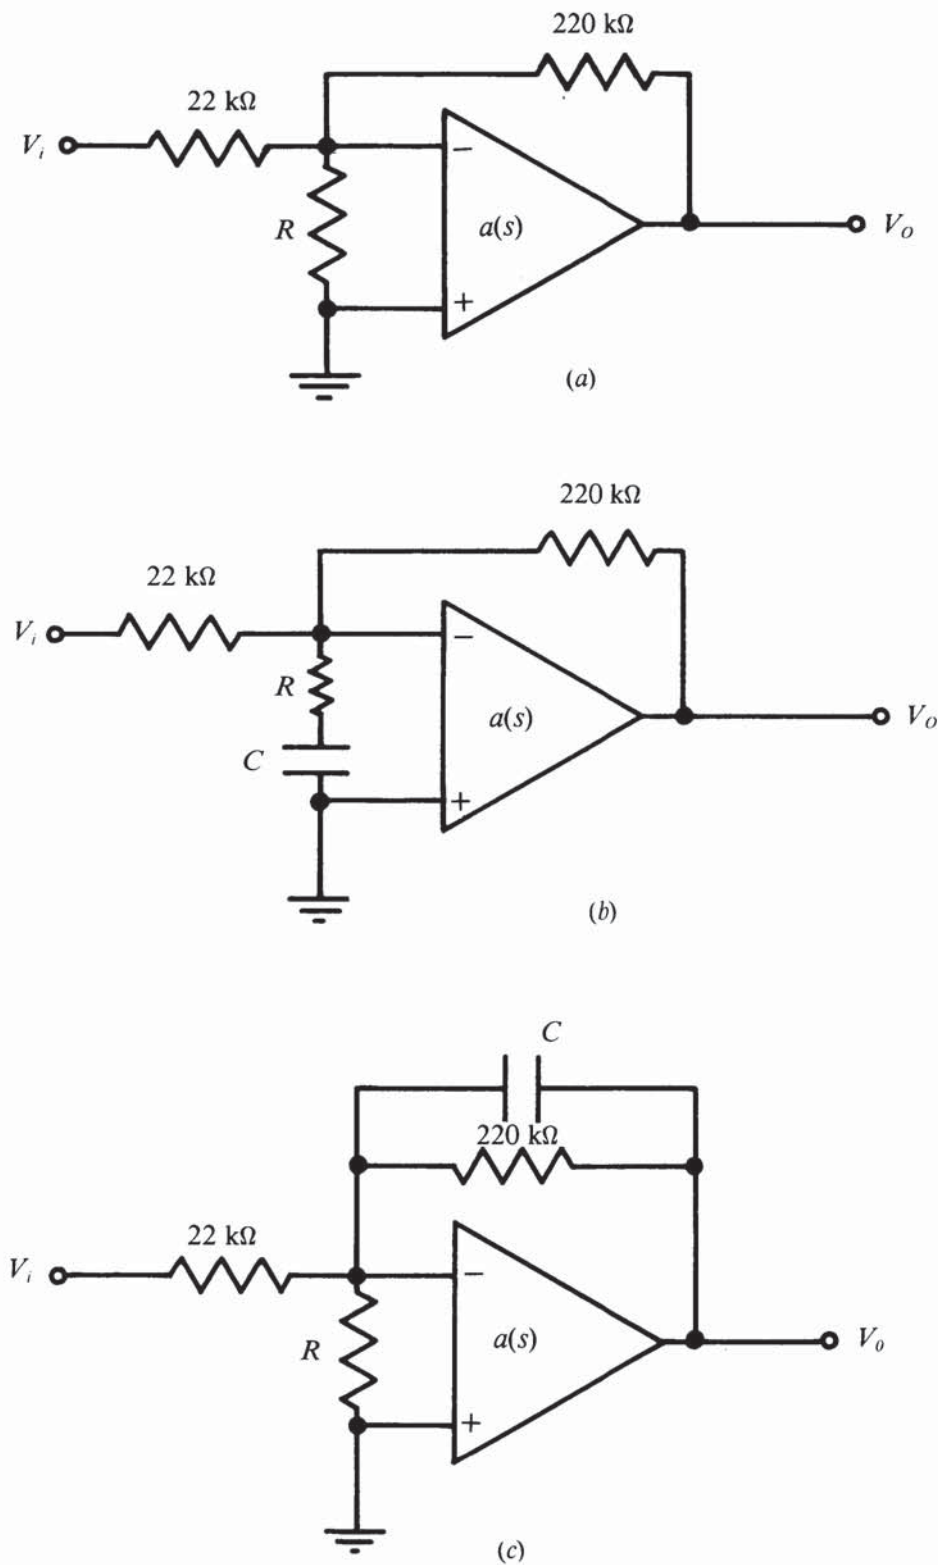 220 kΩ
22 kΩ
V_i
−
R
a(s)
V_O
+
(a)
220 kΩ
22 kΩ
V_i
−
R
a(s)
V_O
C
+
(b)
C
220 kΩ
22 kΩ
V_i
−
R
a(s)
V_0
+
(c)